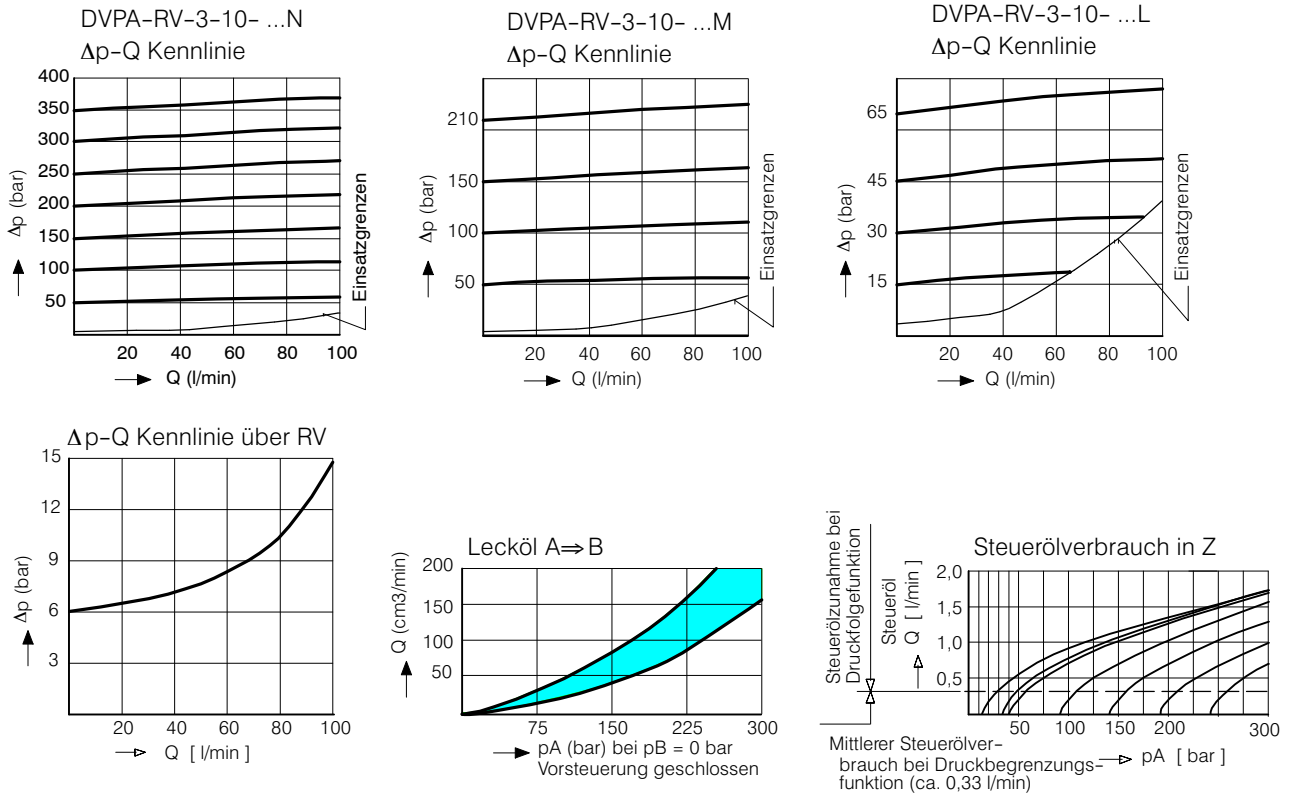 DVPA-RV-3-10- ...N
Δp-Q Kennlinie
400
350
300
250
200
150
100
50
Δp (bar)
20 40 60 80 100
Q (l/min)
Einsatzgrenzen
DVPA-RV-3-10- ...M
Δp-Q Kennlinie
210
150
100
50
Δp (bar)
20 40 60 80 100
Q (l/min)
Einsatzgrenzen
DVPA-RV-3-10- ...L
Δp-Q Kennlinie
65
45
30
15
Δp (bar)
20 40 60 80 100
Q (l/min)
Einsatzgrenzen
Δp-Q Kennlinie über RV
15
12
9
6
3
Δp (bar)
20 40 60 80 100
Q [ l/min ]
Lecköl A⇒B
200
150
100
50
Q (cm3/min)
75 150 225 300
pA (bar) bei pB = 0 bar
Vorsteuerung geschlossen
Steuerölverbrauch in Z
Steuerölzunahme bei
Druckfolgefunktion
Steueröl
Q [ l/min ]
2,0
1,5
1,0
0,5
50 100 150 200 250 300
pA [ bar ]
Mittlerer Steuerölver-
brauch bei Druckbegrenzungs-
funktion (ca. 0,33 l/min)